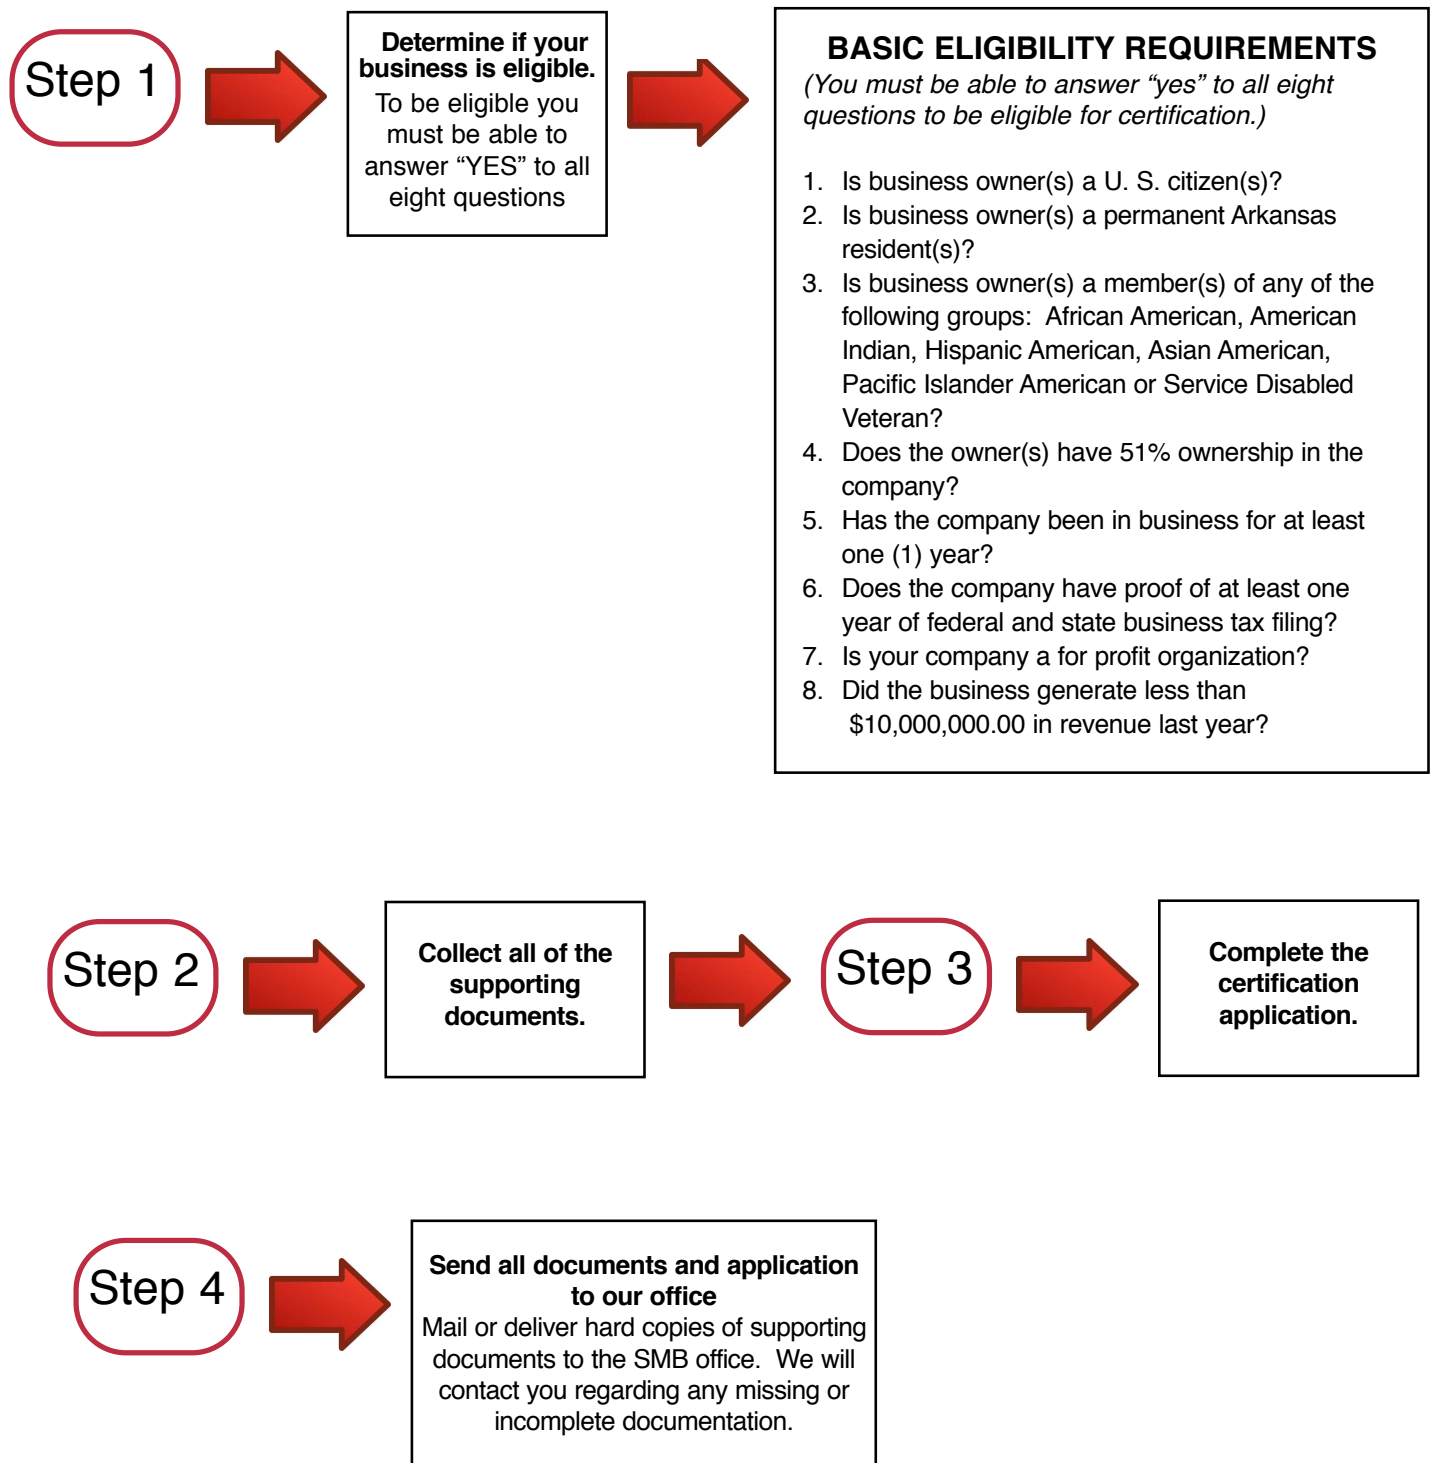 Step 1
Determine if your
business is eligible.
To be eligible you
must be able to
answer “YES” to all
eight questions
BASIC ELIGIBILITY REQUIREMENTS
(You must be able to answer “yes” to all eight
questions to be eligible for certification.)
1. Is business owner(s) a U. S. citizen(s)?
2. Is business owner(s) a permanent Arkansas
resident(s)?
3. Is business owner(s) a member(s) of any of the
following groups: African American, American
Indian, Hispanic American, Asian American,
Pacific Islander American or Service Disabled
Veteran?
4. Does the owner(s) have 51% ownership in the
company?
5. Has the company been in business for at least
one (1) year?
6. Does the company have proof of at least one
year of federal and state business tax filing?
7. Is your company a for profit organization?
8. Did the business generate less than
$10,000,000.00 in revenue last year?
Step 2
Collect all of the
supporting
documents.
Step 3
Complete the
certification
application.
Step 4
Send all documents and application
to our office
Mail or deliver hard copies of supporting
documents to the SMB office. We will
contact you regarding any missing or
incomplete documentation.